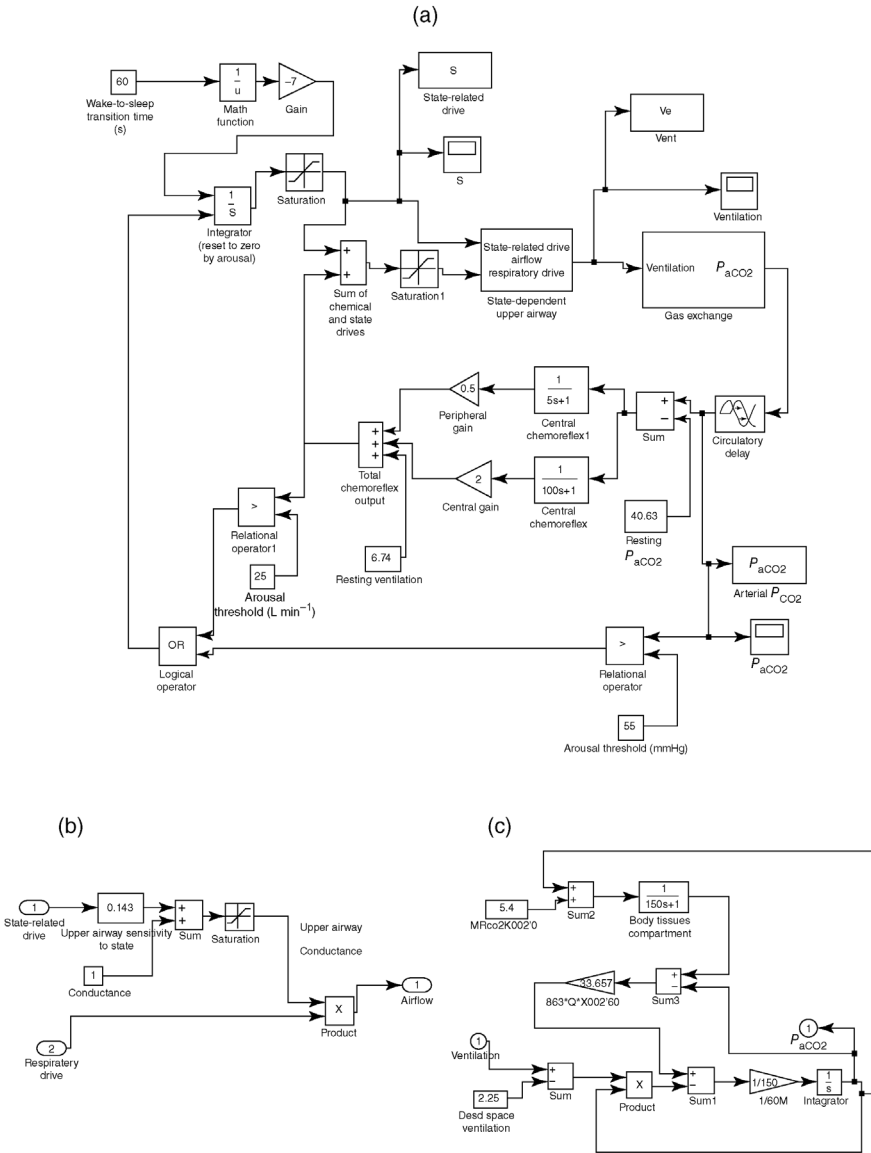 (a)
60
Wake-to-sleep
transition time
(s)
1
u
Math
function
−7
Gain
S
State-related
drive
S
Ve
Vent
Ventilation
1
S
Integrator
(reset to zero
by arousal)
Saturation
+
+
Sum of
chemical
and state
drives
Saturation1
State-related drive
airflow
respiratory drive
State-dependent
upper airway
Ventilation
PaCO2
Gas exchange
0.5
Peripheral
gain
1
5s+1
Central
chemoreflex1
+
−
Sum
Circulatory
delay
+
+
+
Total
chemoreflex
output
2
Central gain
1
100s+1
Central
chemoreflex
>
Relational
operator1
6.74
Resting ventilation
40.63
Resting
PaCO2
25
Arousal
threshold (L min−1)
PaCO2
Arterial PCO2
OR
Logical
operator
>
Relational
operator
PaCO2
55
Arousal threshold (mmHg)
(b)
1
State-related
drive
0.143
Upper airway sensitivity
to state
+
+
Sum
Saturation
Upper airway
Conductance
1
Conductance
X
Product
1
Airflow
2
Respiratery
drive
(c)
5.4
MRco2K002'0
+
+
Sum2
1
150s+1
Body tissues
compartment
33.657
863*Q*X002'60
+
−
Sum3
1
PaCO2
1
Ventilation
2.25
Desd space
ventilation
−
Sum
X
Product
+
−
Sum1
1/150
1/60M
1
s
Intagrator